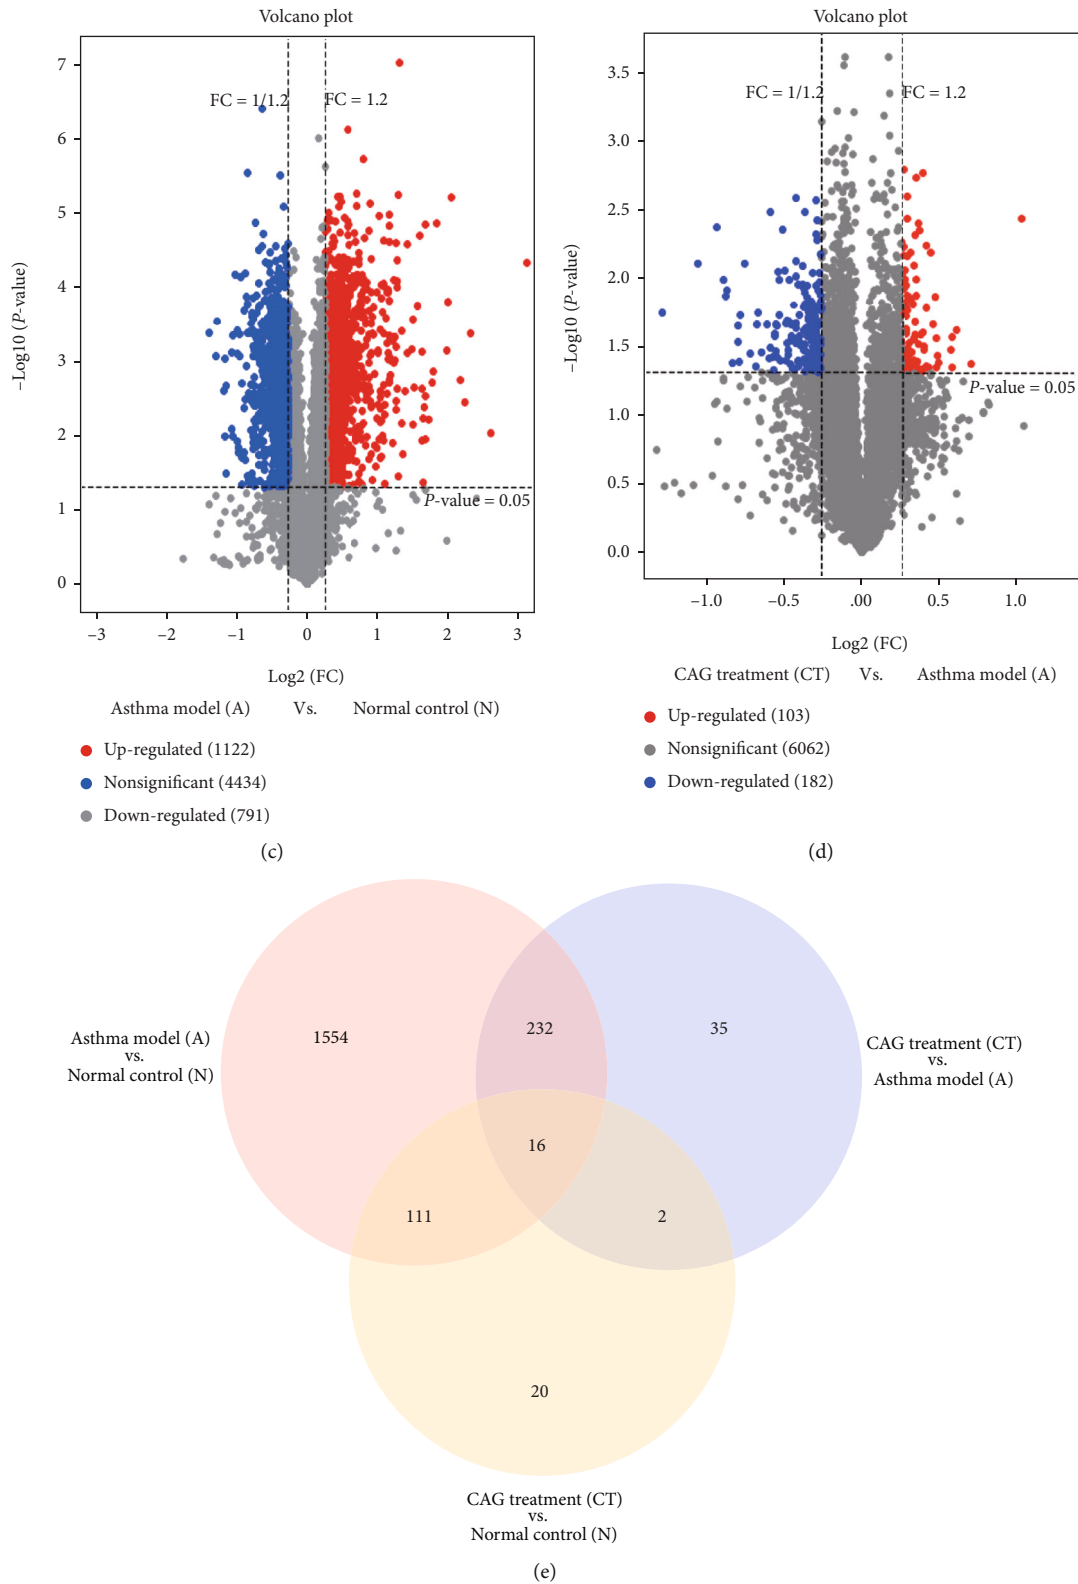 Volcano plot
7
6
5
4
3
2
1
0
–Log10 (P-value)
FC = 1/1.2
FC = 1.2
P-value = 0.05
–3
–2
–1
0
1
2
3
Log2 (FC)
Asthma model (A) Vs. Normal control (N)
Up-regulated (1122)
Nonsignificant (4434)
Down-regulated (791)
(c)
Volcano plot
3.5
3.0
2.5
2.0
1.5
1.0
0.5
0.0
–Log10 (P-value)
FC = 1/1.2
FC = 1.2
P-value = 0.05
–1.0
–0.5
.00
0.5
1.0
Log2 (FC)
CAG treatment (CT) Vs. Asthma model (A)
Up-regulated (103)
Nonsignificant (6062)
Down-regulated (182)
(d)
Asthma model (A)
vs.
Normal control (N)
1554
232
35
CAG treatment (CT)
vs.
Asthma model (A)
16
111
2
20
CAG treatment (CT)
vs.
Normal control (N)
(e)